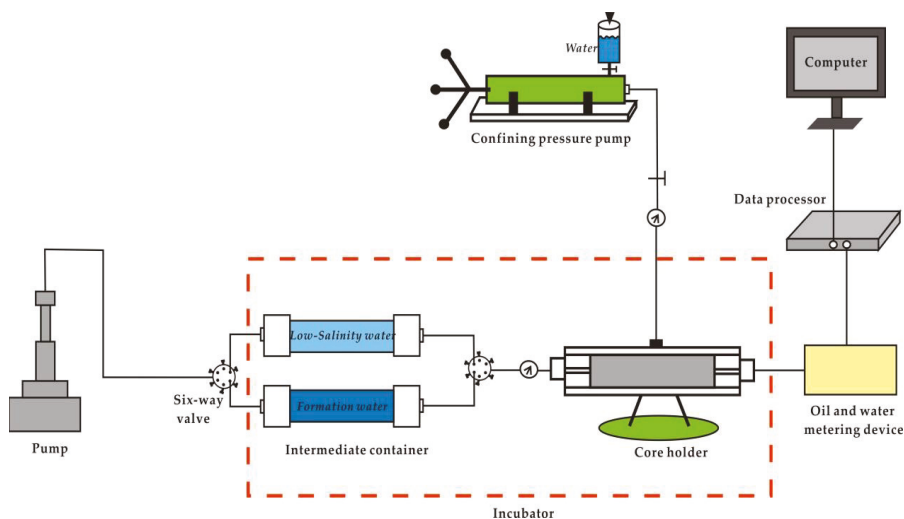 Water
Computer
Confining pressure pump
Data processor
Low-Salinity water
Six-way
valve
Formation water
Pump
Intermediate container
Core holder
Oil and water
metering device
Incubator